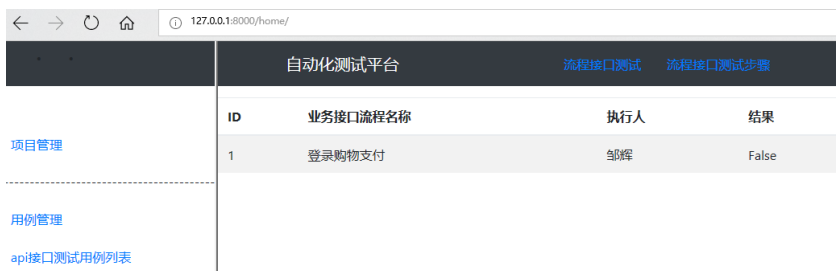 127.0.0.1:8000/home/
自动化测试平台 流程接口测试 流程接口测试步骤
ID 业务接口流程名称 执行人 结果
1 登录购物支付 邹辉 False
项目管理
用例管理
api接口测试用例列表